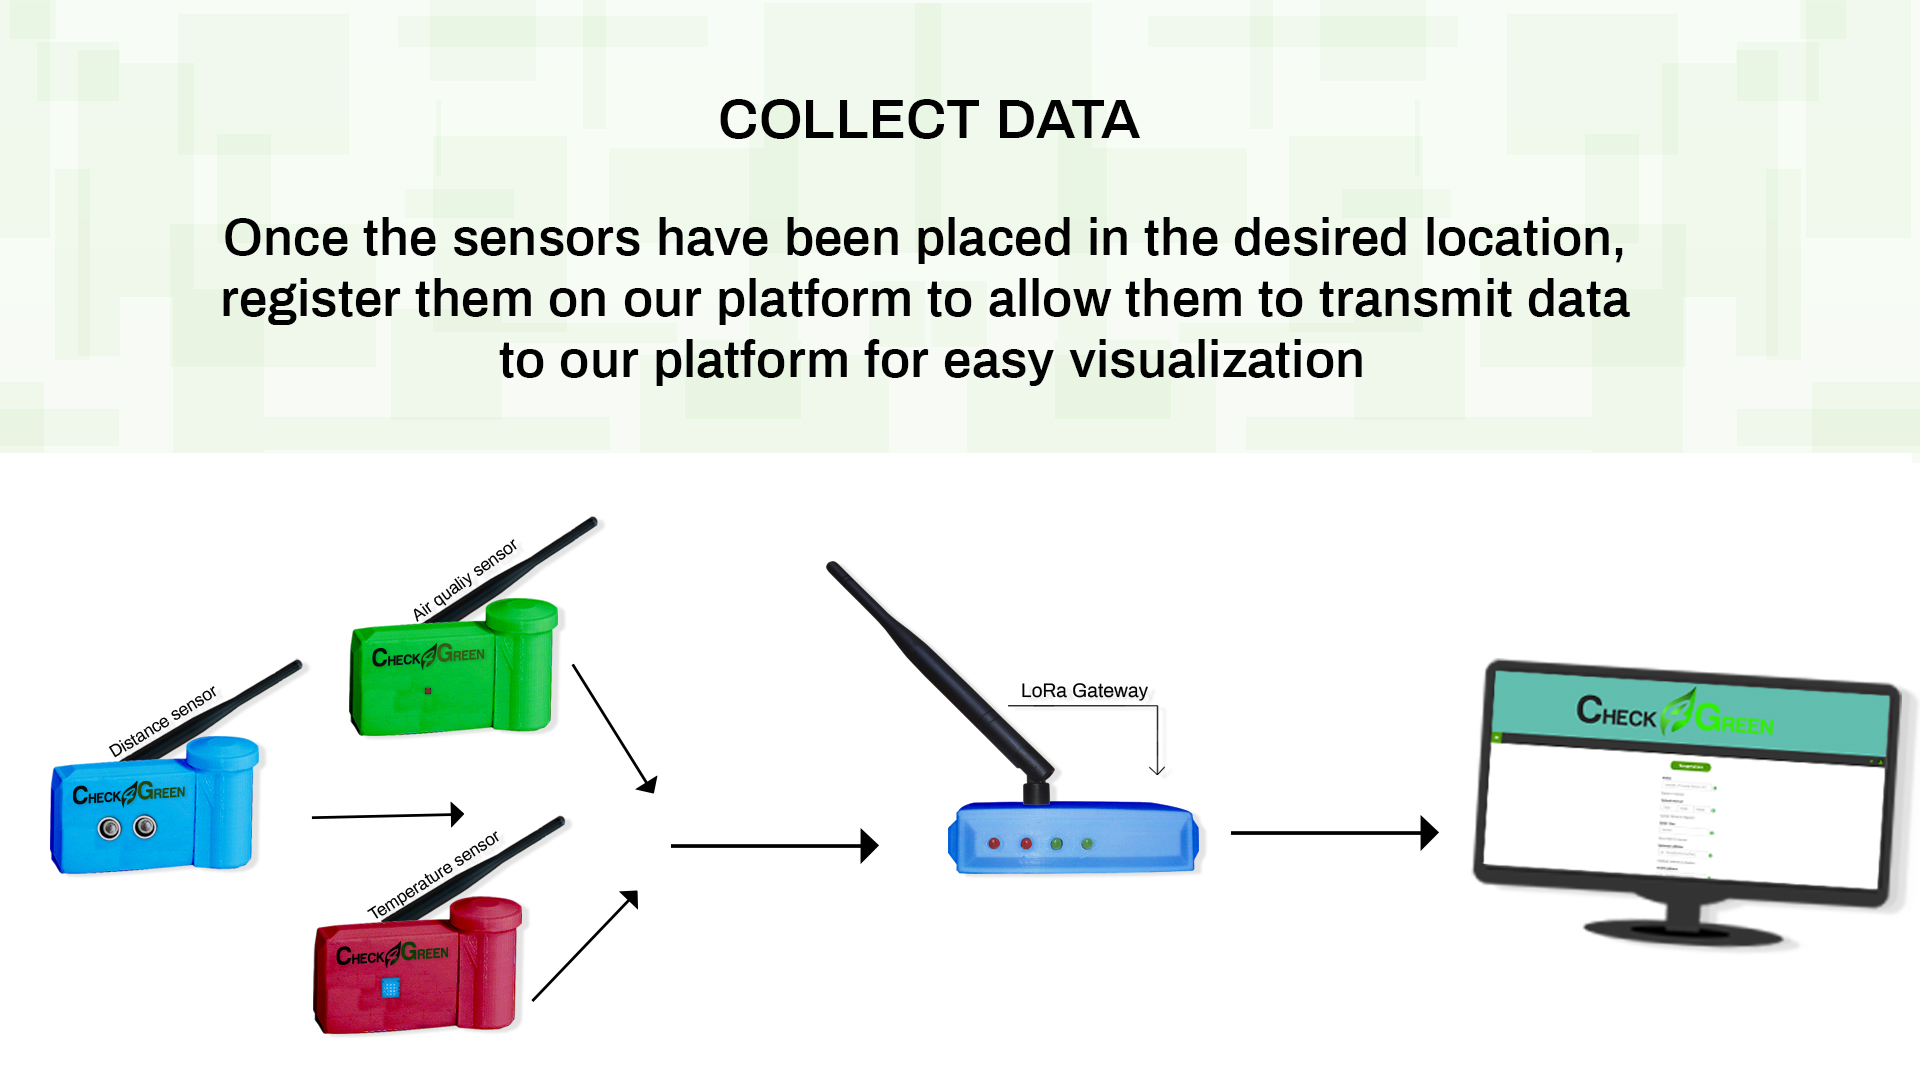 COLLECT DATA
Once the sensors have been placed in the desired location,
register them on our platform to allow them to transmit data
to our platform for easy visualization
Air qualiy sensor
CHECK GREEN
Distance sensor
CHECK GREEN
Temperature sensor
CHECK GREEN
LoRa Gateway
CHECK GREEN